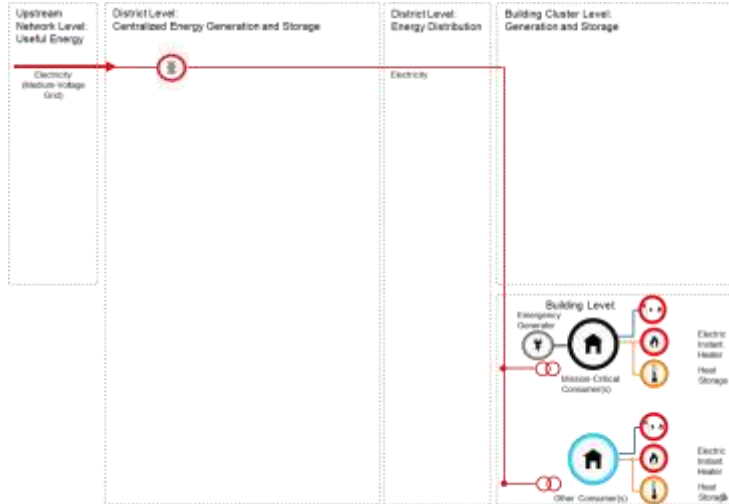 Upstream
Network Level:
Useful Energy
District Level:
Centralized Energy Generation and Storage
District Level:
Energy Distribution
Building Cluster Level:
Generation and Storage
Electricity
(Medium-Voltage
Grid)
Electricity
Building Level:
Emergency
Generator
Electric
Instant
Heater
Heat
Storage
Mission-Critical
Consumer(s)
Electric
Instant
Heater
Heat
Storage
Other Consumer(s)